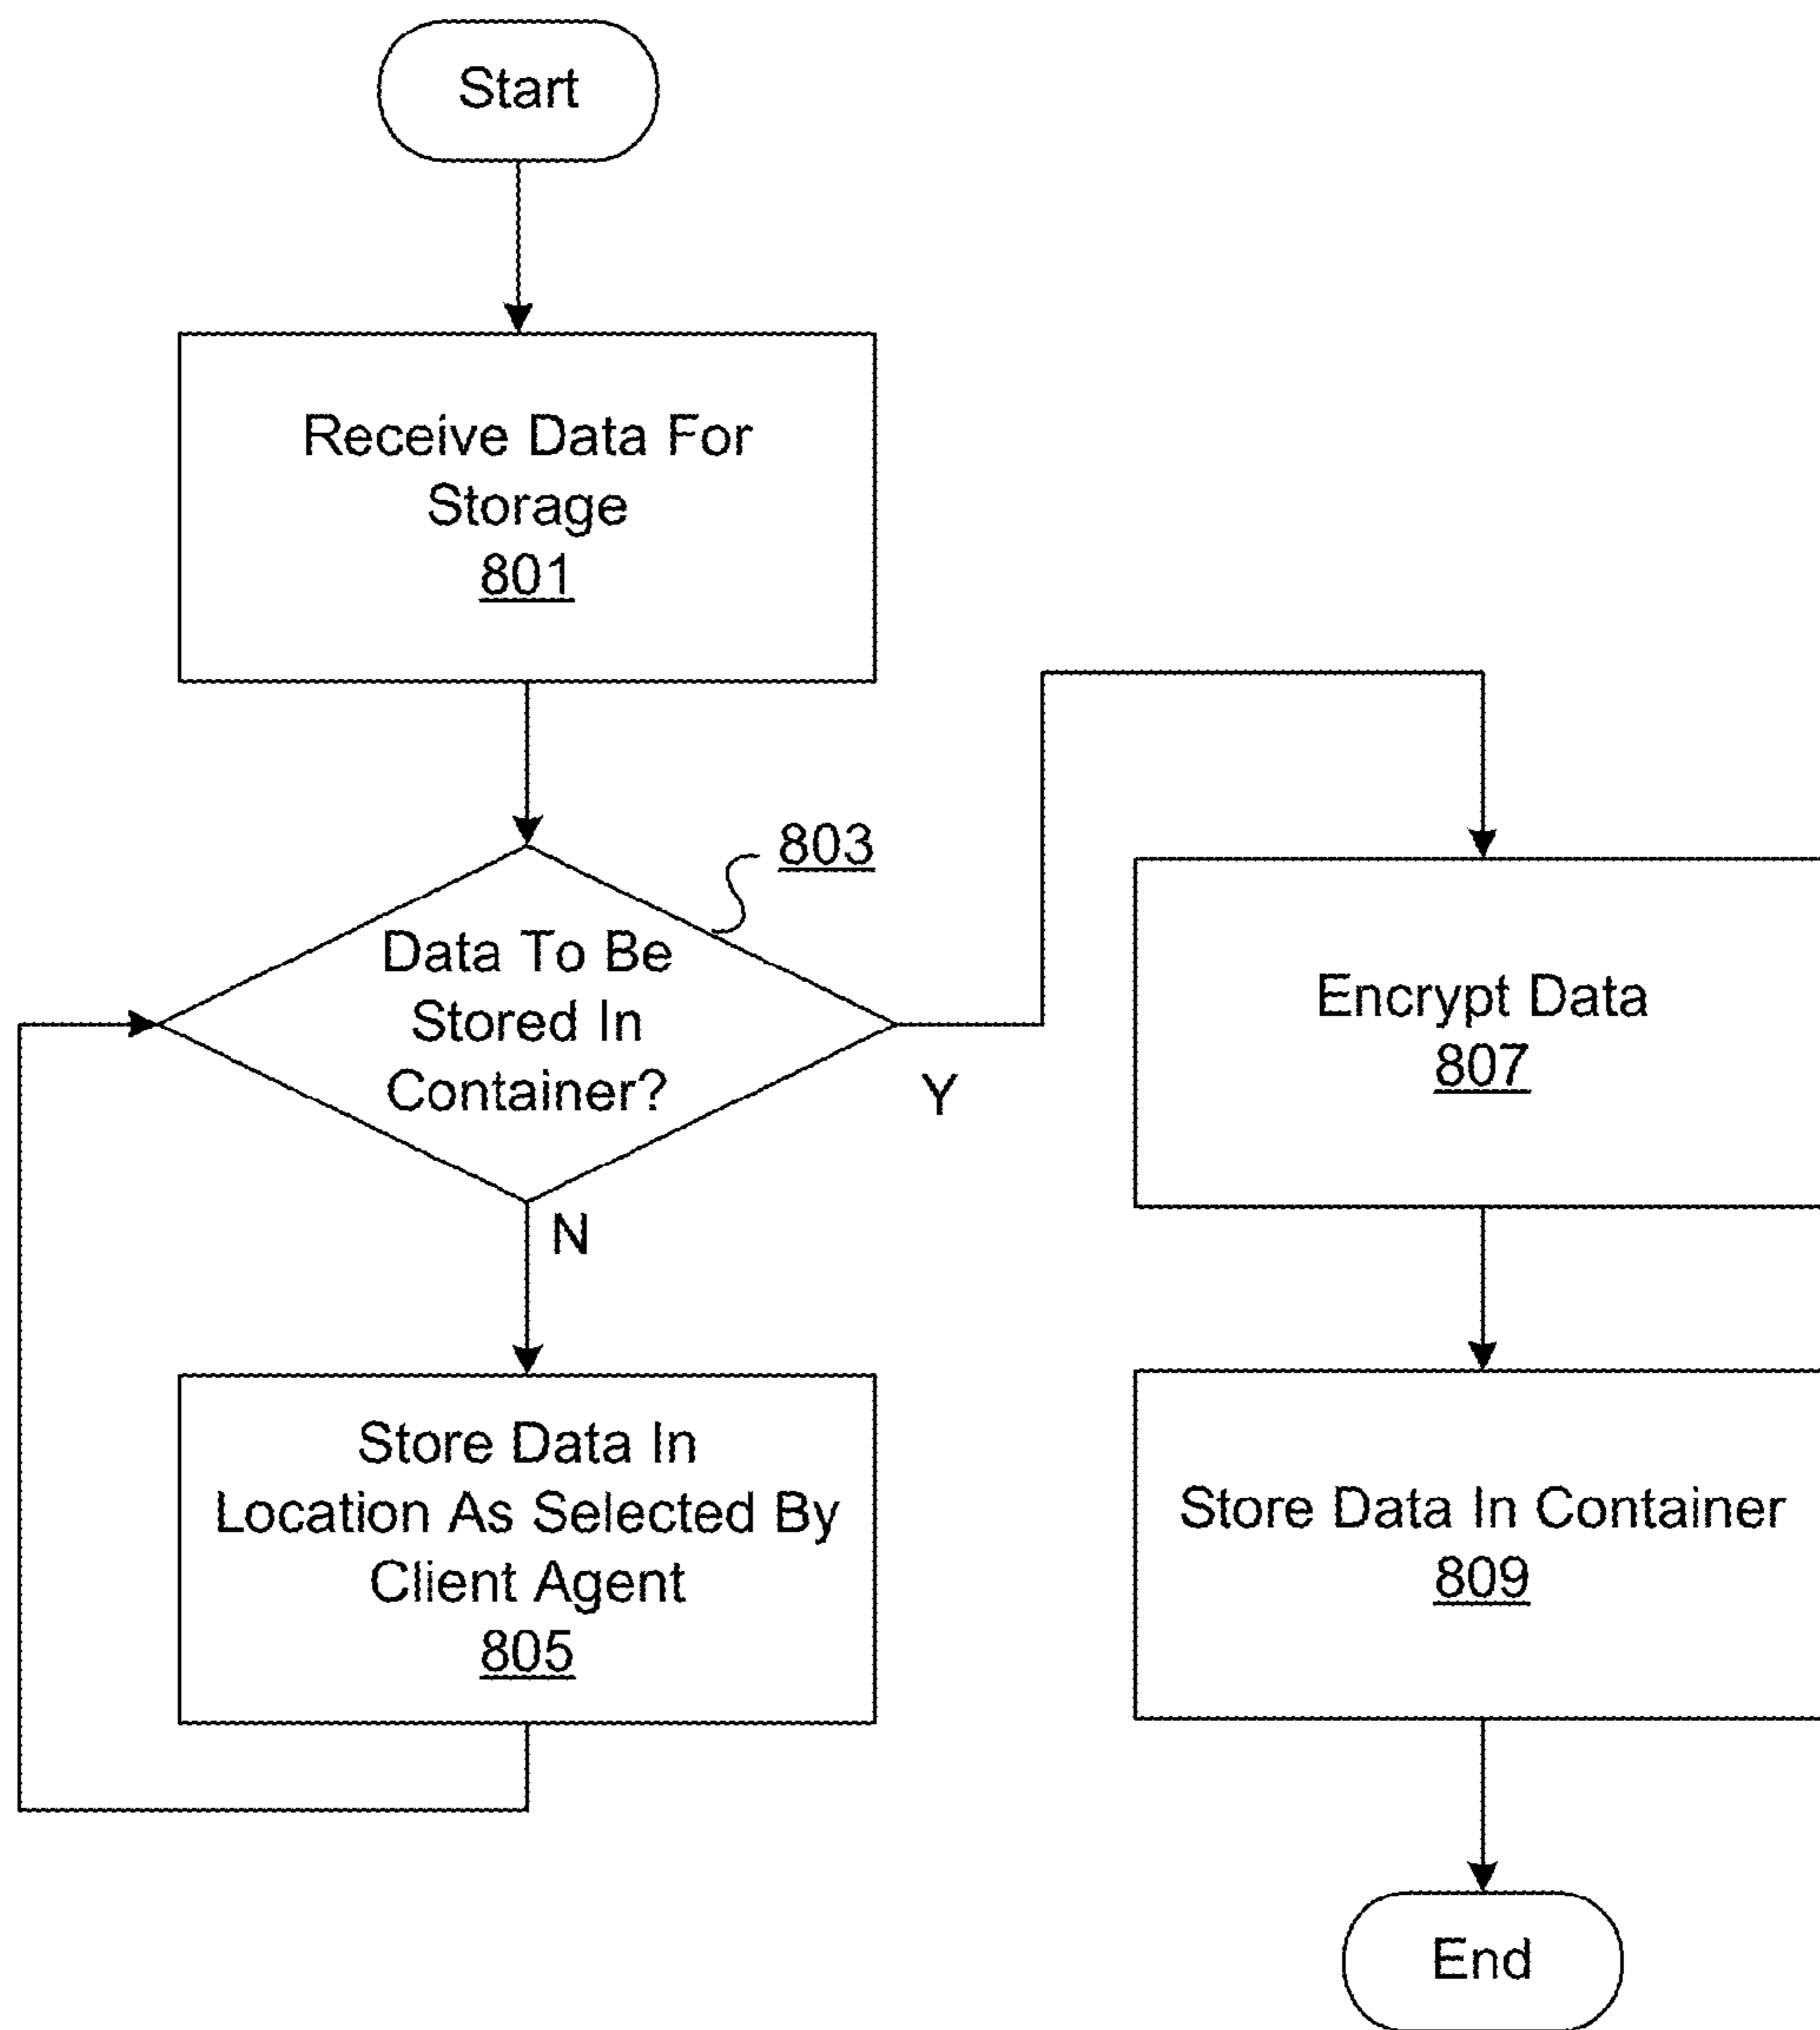 Start
Receive Data For
Storage
801
803
Data To Be
Stored In
Container?
Y
N
Store Data In
Location As Selected By
Client Agent
805
Encrypt Data
807
Store Data In Container
809
End